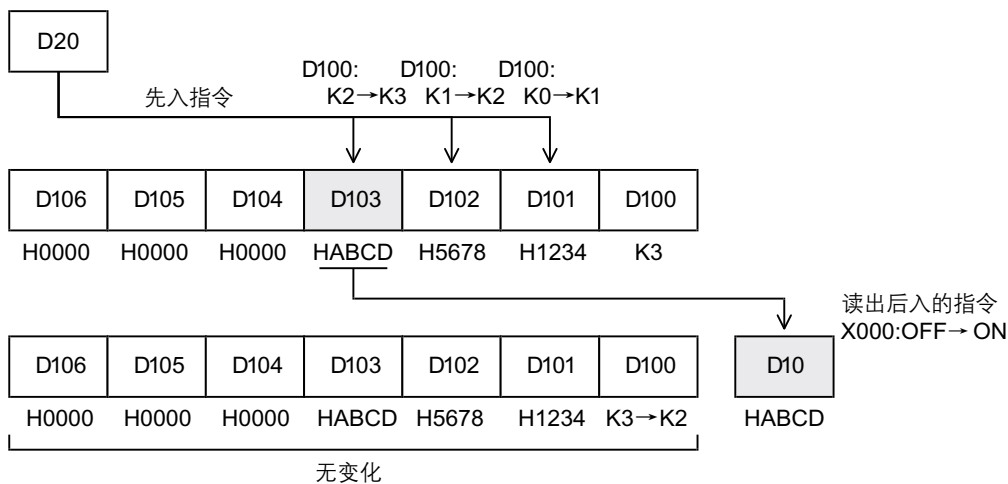 D20
D100: D100: D100:
先入指令 K2→K3 K1→K2 K0→K1
D106 D105 D104 D103 D102 D101 D100
H0000 H0000 H0000 HABCD H5678 H1234 K3
读出后入的指令
X000:OFF→ON
D106 D105 D104 D103 D102 D101 D100 D10
H0000 H0000 H0000 HABCD H5678 H1234 K3→K2 HABCD
无变化